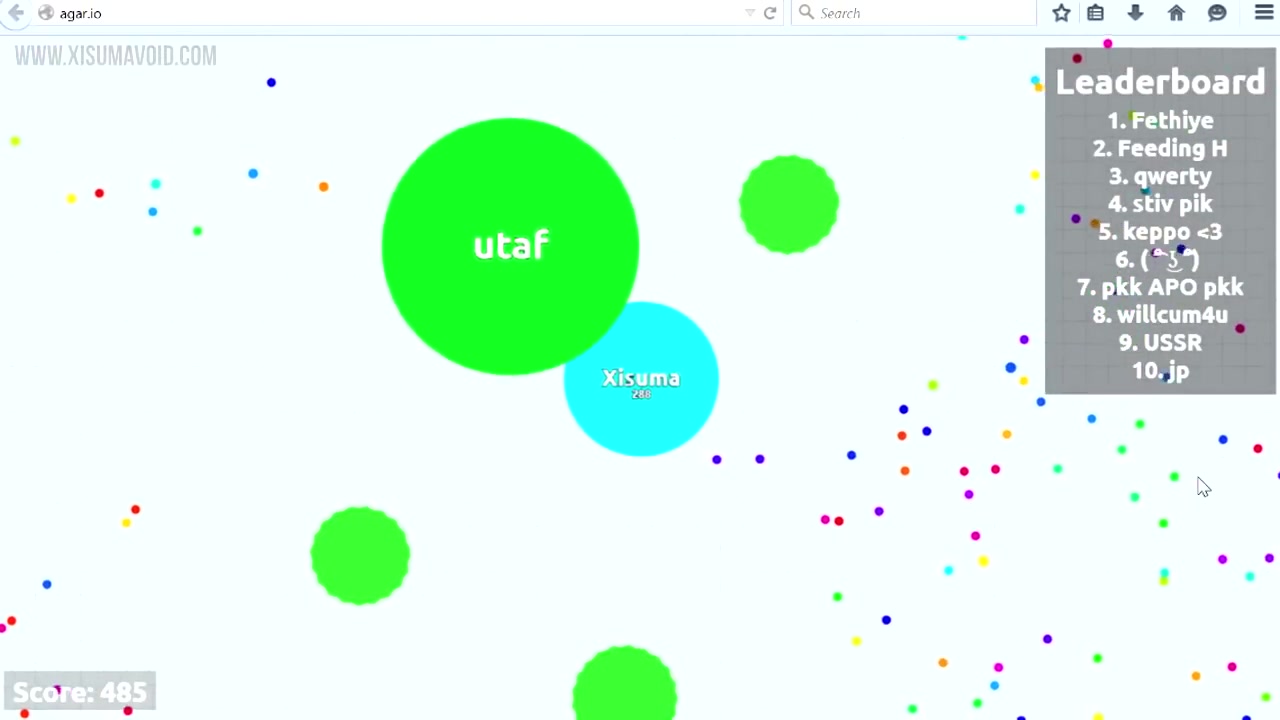 agar.io
Search
WWW.XISUMAVOID.COM
Leaderboard
1. Fethiye
2. Feeding H
3. qwerty
4. stiv pik
5. keppo <3
6. ( ͡° ͜ʖ ͡°)
7. pkk APO pkk
8. willcum4u
9. USSR
10. jp
utaf
Xisuma
288
Score: 485